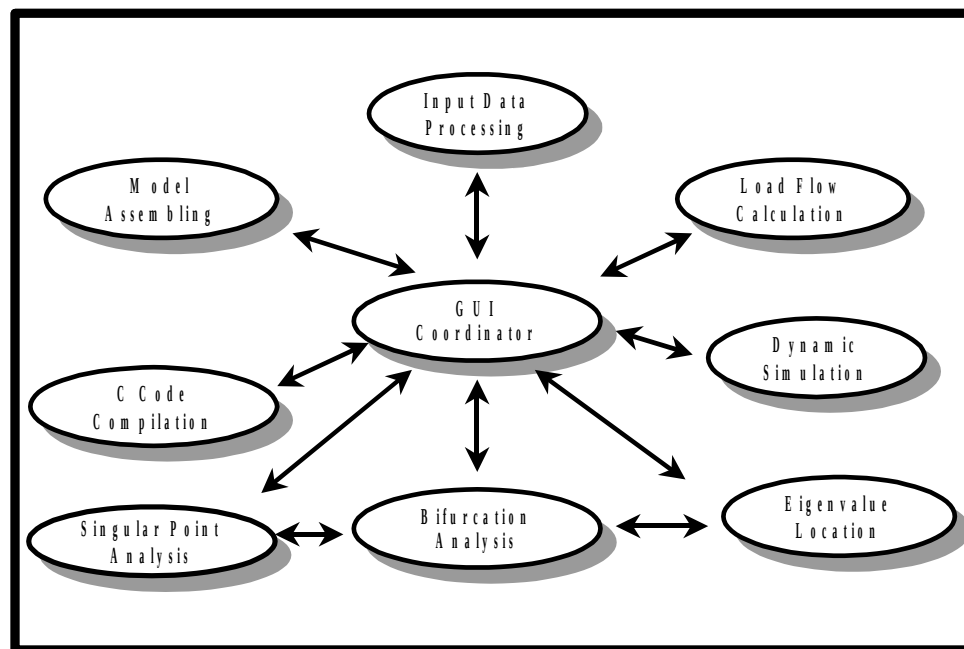 Input Data
Processing
Model
Assembling
Load Flow
Calculation
GUI
Coordinator
Dynamic
Simulation
C Code
Compilation
Singular Point
Analysis
Bifurcation
Analysis
Eigenvalue
Location